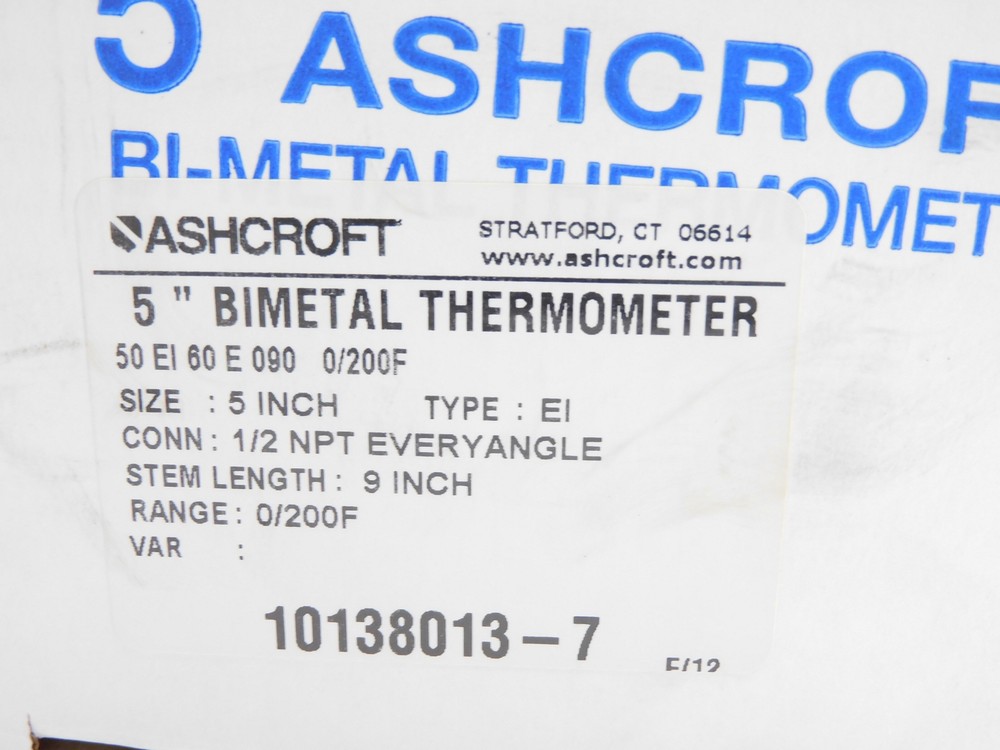 5 ASHCROF
BI-METAL THERMOMET
ASHCROFT
STRATFORD, CT 06614
www.ashcroft.com
5 " BIMETAL THERMOMETER
50 EI 60 E 090 0/200F
SIZE : 5 INCH TYPE : EI
CONN : 1/2 NPT EVERYANGLE
STEM LENGTH : 9 INCH
RANGE : 0/200F
VAR :
10138013-7